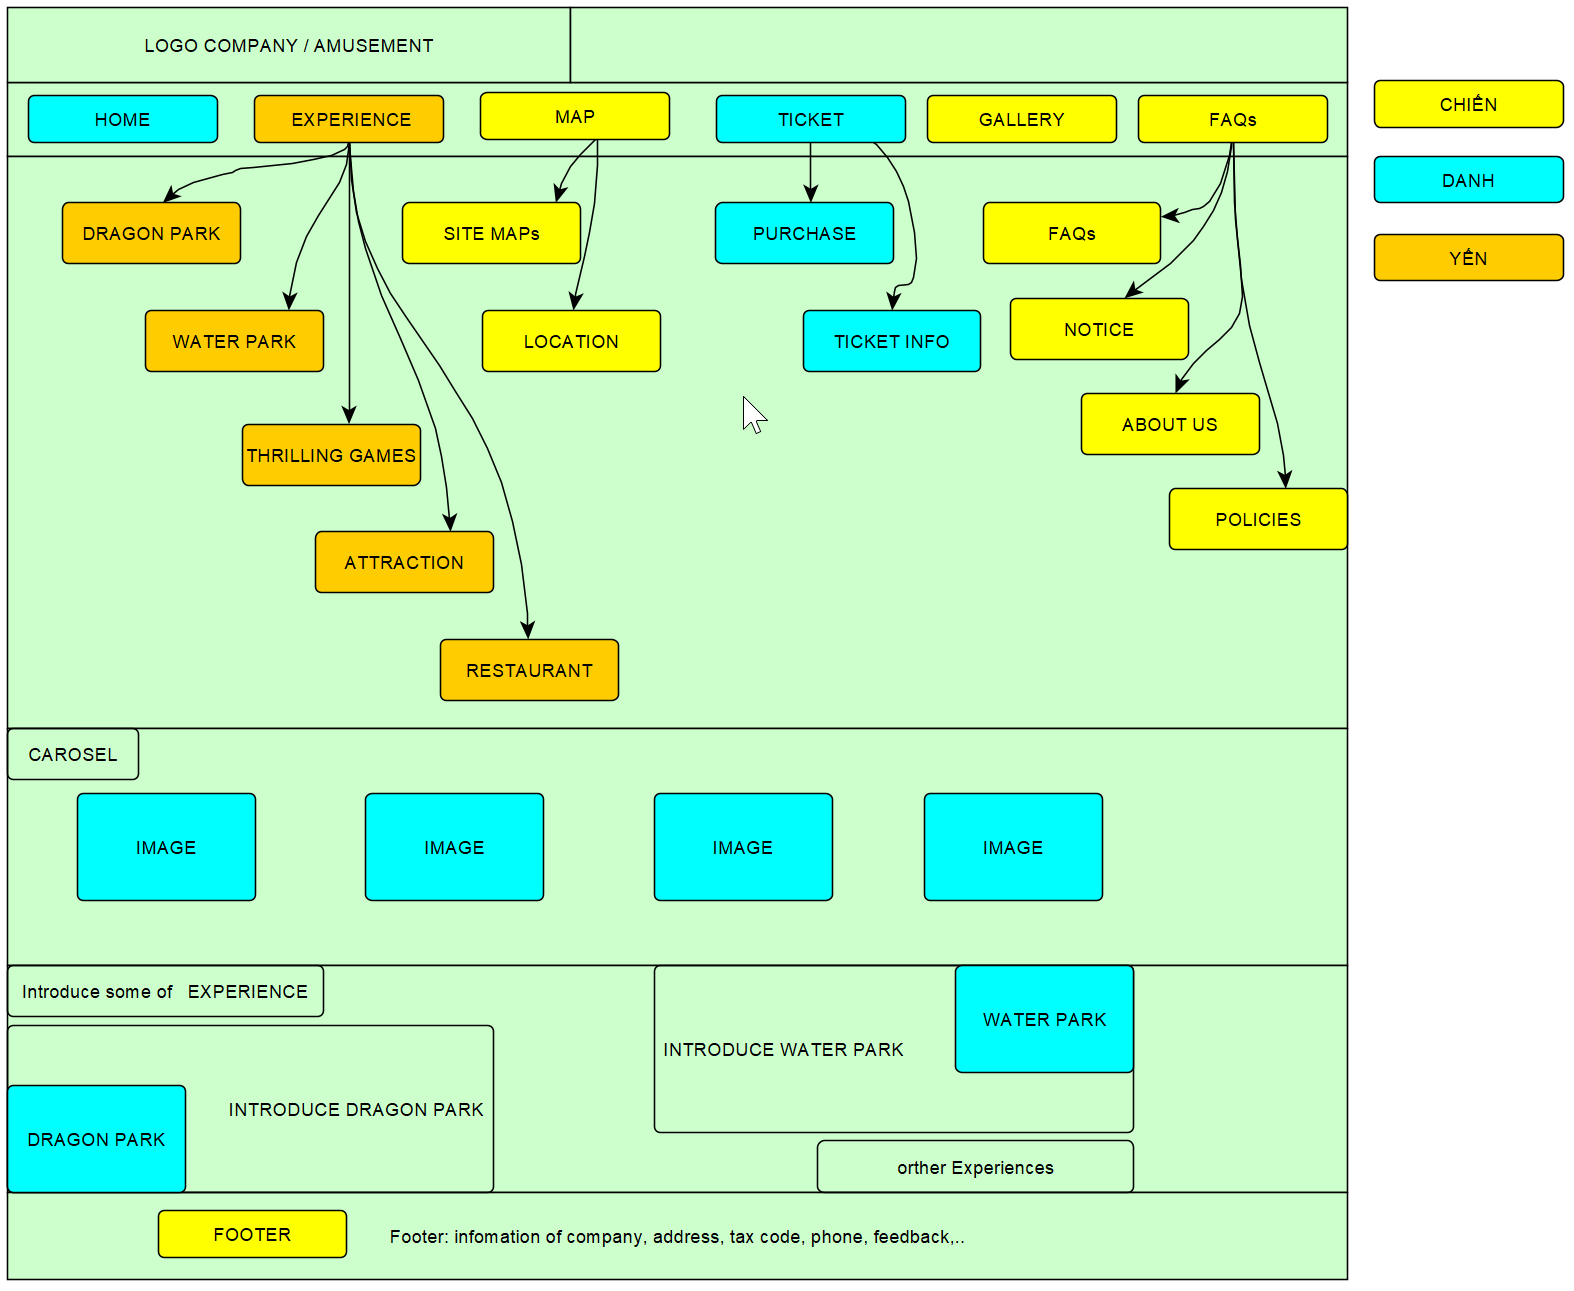 LOGO COMPANY / AMUSEMENT
HOME
EXPERIENCE
MAP
TICKET
GALLERY
FAQs
CHIẾN
DANH
YẾN
DRAGON PARK
SITE MAPs
PURCHASE
FAQs
WATER PARK
LOCATION
TICKET INFO
NOTICE
ABOUT US
THRILLING GAMES
POLICIES
ATTRACTION
RESTAURANT
CAROSEL
IMAGE
IMAGE
IMAGE
IMAGE
Introduce some of EXPERIENCE
WATER PARK
INTRODUCE WATER PARK
INTRODUCE DRAGON PARK
DRAGON PARK
orther Experiences
FOOTER
Footer: infomation of company, address, tax code, phone, feedback,..